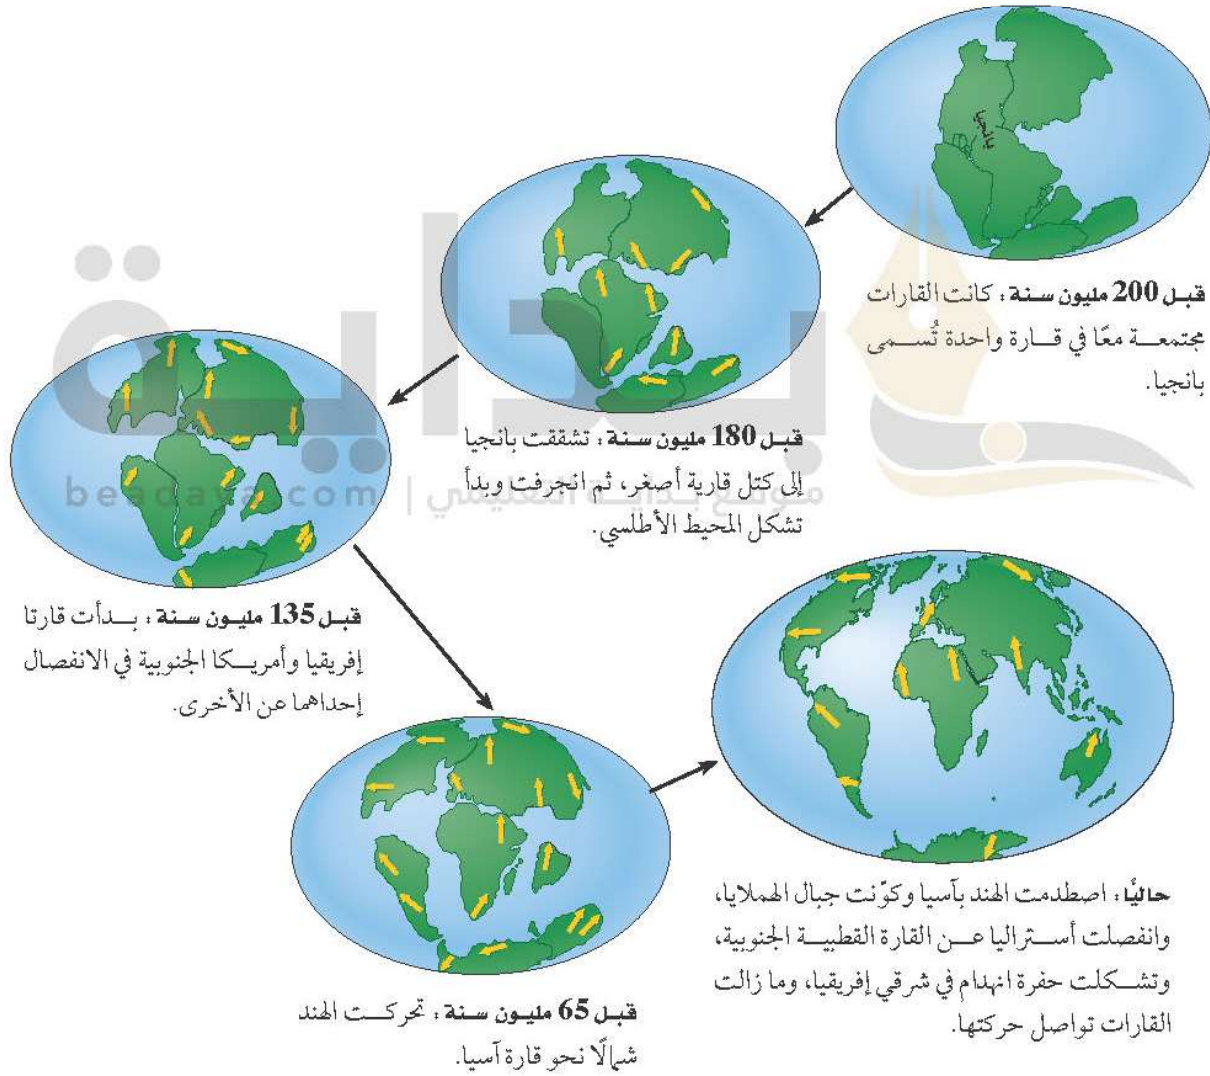 بانجيا
قبل 200 مليون سنة: كانت القارات
مجتمعة معًا في قارة واحدة تُسمى
بانجيا.
قبل 180 مليون سنة: تشققت بانجيا
إلى كتل قارية أصغر، ثم انجرفت وبدأ
تشكل المحيط الأطلسي.
بداية
موقع بداية التعليمي | beadaya.com
قبل 135 مليون سنة: بدأت قارتا
إفريقيا وأمريكا الجنوبية في الانفصال
إحداهما عن الأخرى.
قبل 65 مليون سنة: تحركت الهند
شمالًا نحو قارة آسيا.
حاليًا: اصطدمت الهند بآسيا وكوّنت جبال الهملايا،
وانفصلت أستراليا عن القارة القطبية الجنوبية،
وتشكلت حفرة انهدام في شرقي إفريقيا، وما زالت
القارات تواصل حركتها.